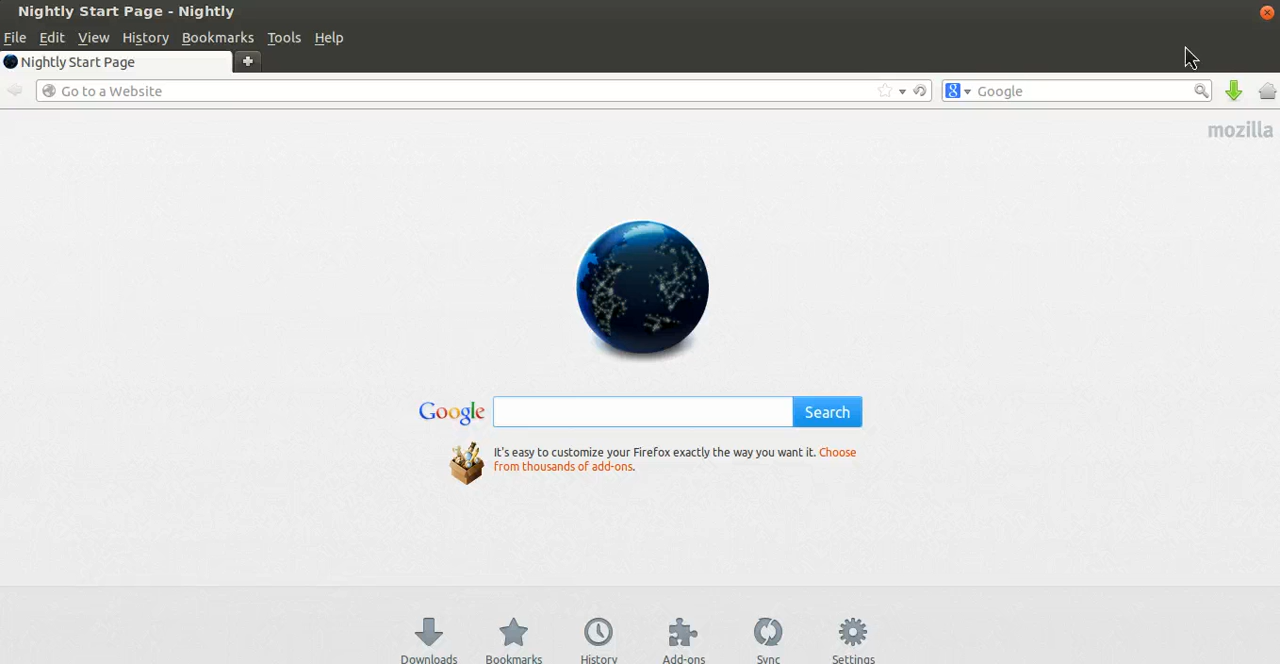 Nightly Start Page - Nightly
File Edit View History Bookmarks Tools Help
Nightly Start Page
Go to a Website
8 Google
mozilla
Google
Search
It's easy to customize your Firefox exactly the way you want it. Choose
from thousands of add-ons.
Downloads Bookmarks History Add-ons Sync Settings